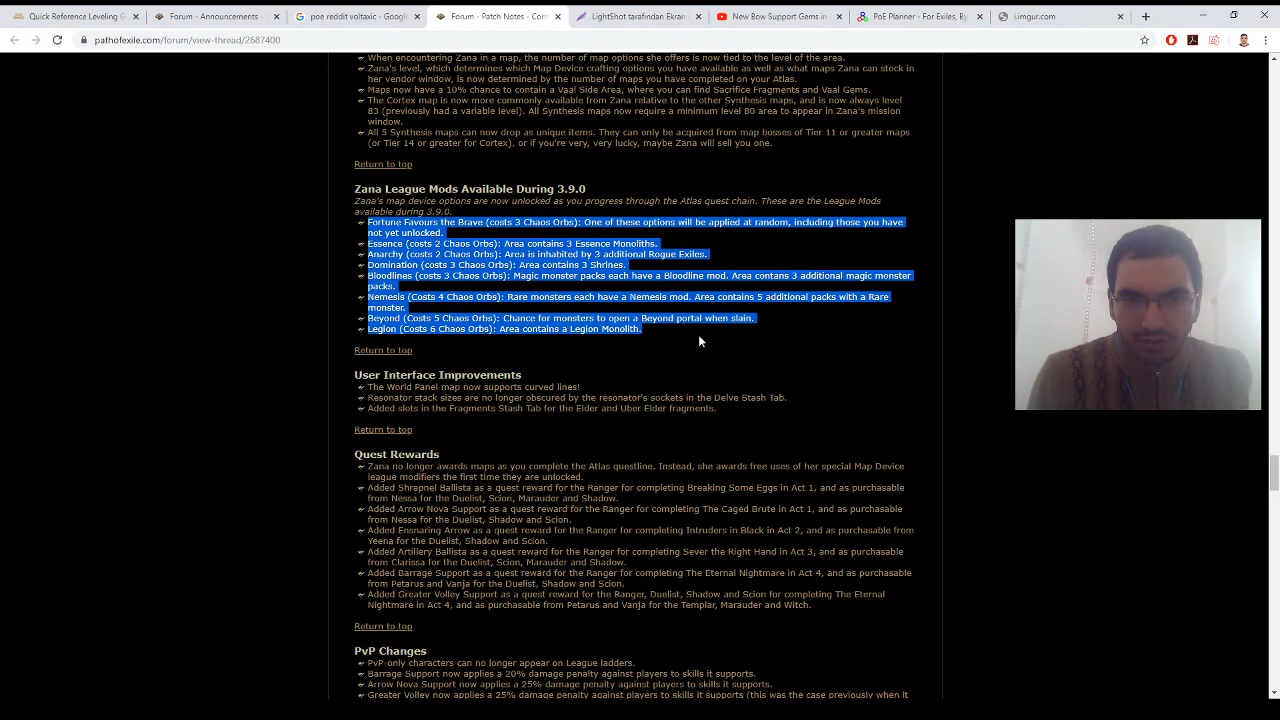 Quick Reference Leveling G
Forum - Announcements -
poe reddit voltaxic - Google
Forum - Patch Notes - Con
LightShot tarafından Ekran
New Bow Support Gems in
PoE Planner - For Exiles, By
i.imgur.com
pathofexile.com/forum/view-thread/2687400
When encountering Zana in a map, the number of map options she offers is now tied to the level of the area.
Zana's level, which determines which Map Device crafting options you have available as well as what maps Zana can stock in
her vendor window, is now determined by the number of maps you have completed on your Atlas.
Maps now have a 10% chance to contain a Vaal Side Area, where you can find Sacrifice Fragments and Vaal Gems.
The Cortex map is now more commonly available from Zana relative to the other Synthesis maps, and is now always level
83 (previously had a variable level). All Synthesis maps now require a minimum level 80 area to appear in Zana's mission
window.
All 5 Synthesis maps can now drop as unique items. They can only be acquired from map bosses of Tier 11 or greater maps
(or Tier 14 or greater for Cortex), or if you're very, very lucky, maybe Zana will sell you one.
Return to top
Zana League Mods Available During 3.9.0
Zana's map device options are now unlocked as you progress through the Atlas quest chain. These are the League Mods
available during 3.9.0.
Fortune Favours the Brave (costs 3 Chaos Orbs): One of these options will be applied at random, including those you have
not yet unlocked.
Essence (costs 2 Chaos Orbs): Area contains 3 Essence Monoliths.
Anarchy (costs 2 Chaos Orbs): Area is inhabited by 3 additional Rogue Exiles.
Domination (costs 3 Chaos Orbs): Area contains 3 Shrines.
Bloodlines (costs 3 Chaos Orbs): Magic monster packs each have a Bloodline mod. Area contans 3 additional magic monster
packs.
Nemesis (Costs 4 Chaos Orbs): Rare monsters each have a Nemesis mod. Area contains 5 additional packs with a Rare
monster.
Beyond (Costs 5 Chaos Orbs): Chance for monsters to open a Beyond portal when slain.
Legion (Costs 6 Chaos Orbs): Area contains a Legion Monolith.
Return to top
User Interface Improvements
The World Panel map now supports curved lines!
Resonator stack sizes are no longer obscured by the resonator's sockets in the Delve Stash Tab.
Added slots in the Fragments Stash Tab for the Elder and Uber Elder fragments.
Return to top
Quest Rewards
Zana no longer awards maps as you complete the Atlas questline. Instead, she awards free uses of her special Map Device
league modifiers the first time they are unlocked.
Added Shrapnel Ballista as a quest reward for the Ranger for completing Breaking Some Eggs in Act 1, and as purchasable
from Nessa for the Duelist, Scion, Marauder and Shadow.
Added Arrow Nova Support as a quest reward for the Ranger for completing The Caged Brute in Act 1, and as purchasable
from Nessa for the Duelist, Shadow and Scion.
Added Ensnaring Arrow as a quest reward for the Ranger for completing Intruders in Black in Act 2, and as purchasable from
Yeena for the Duelist, Shadow and Scion.
Added Artillery Ballista as a quest reward for the Ranger for completing Sever the Right Hand in Act 3, and as purchasable
from Clarissa for the Duelist, Scion, Marauder and Shadow.
Added Barrage Support as a quest reward for the Ranger for completing The Eternal Nightmare in Act 4, and as purchasable
from Petarus and Vanja for the Duelist, Shadow and Scion.
Added Greater Volley Support as a quest reward for the Ranger, Duelist, Shadow and Scion for completing The Eternal
Nightmare in Act 4, and as purchasable from Petarus and Vanja for the Templar, Marauder and Witch.
Return to top
PvP Changes
PvP-only characters can no longer appear on League ladders.
Barrage Support now applies a 20% damage penalty against players to skills it supports.
Arrow Nova Support now applies a 25% damage penalty against players to skills it supports.
Greater Volley now applies a 25% damage penalty against players to skills it supports (this was the case previously when it